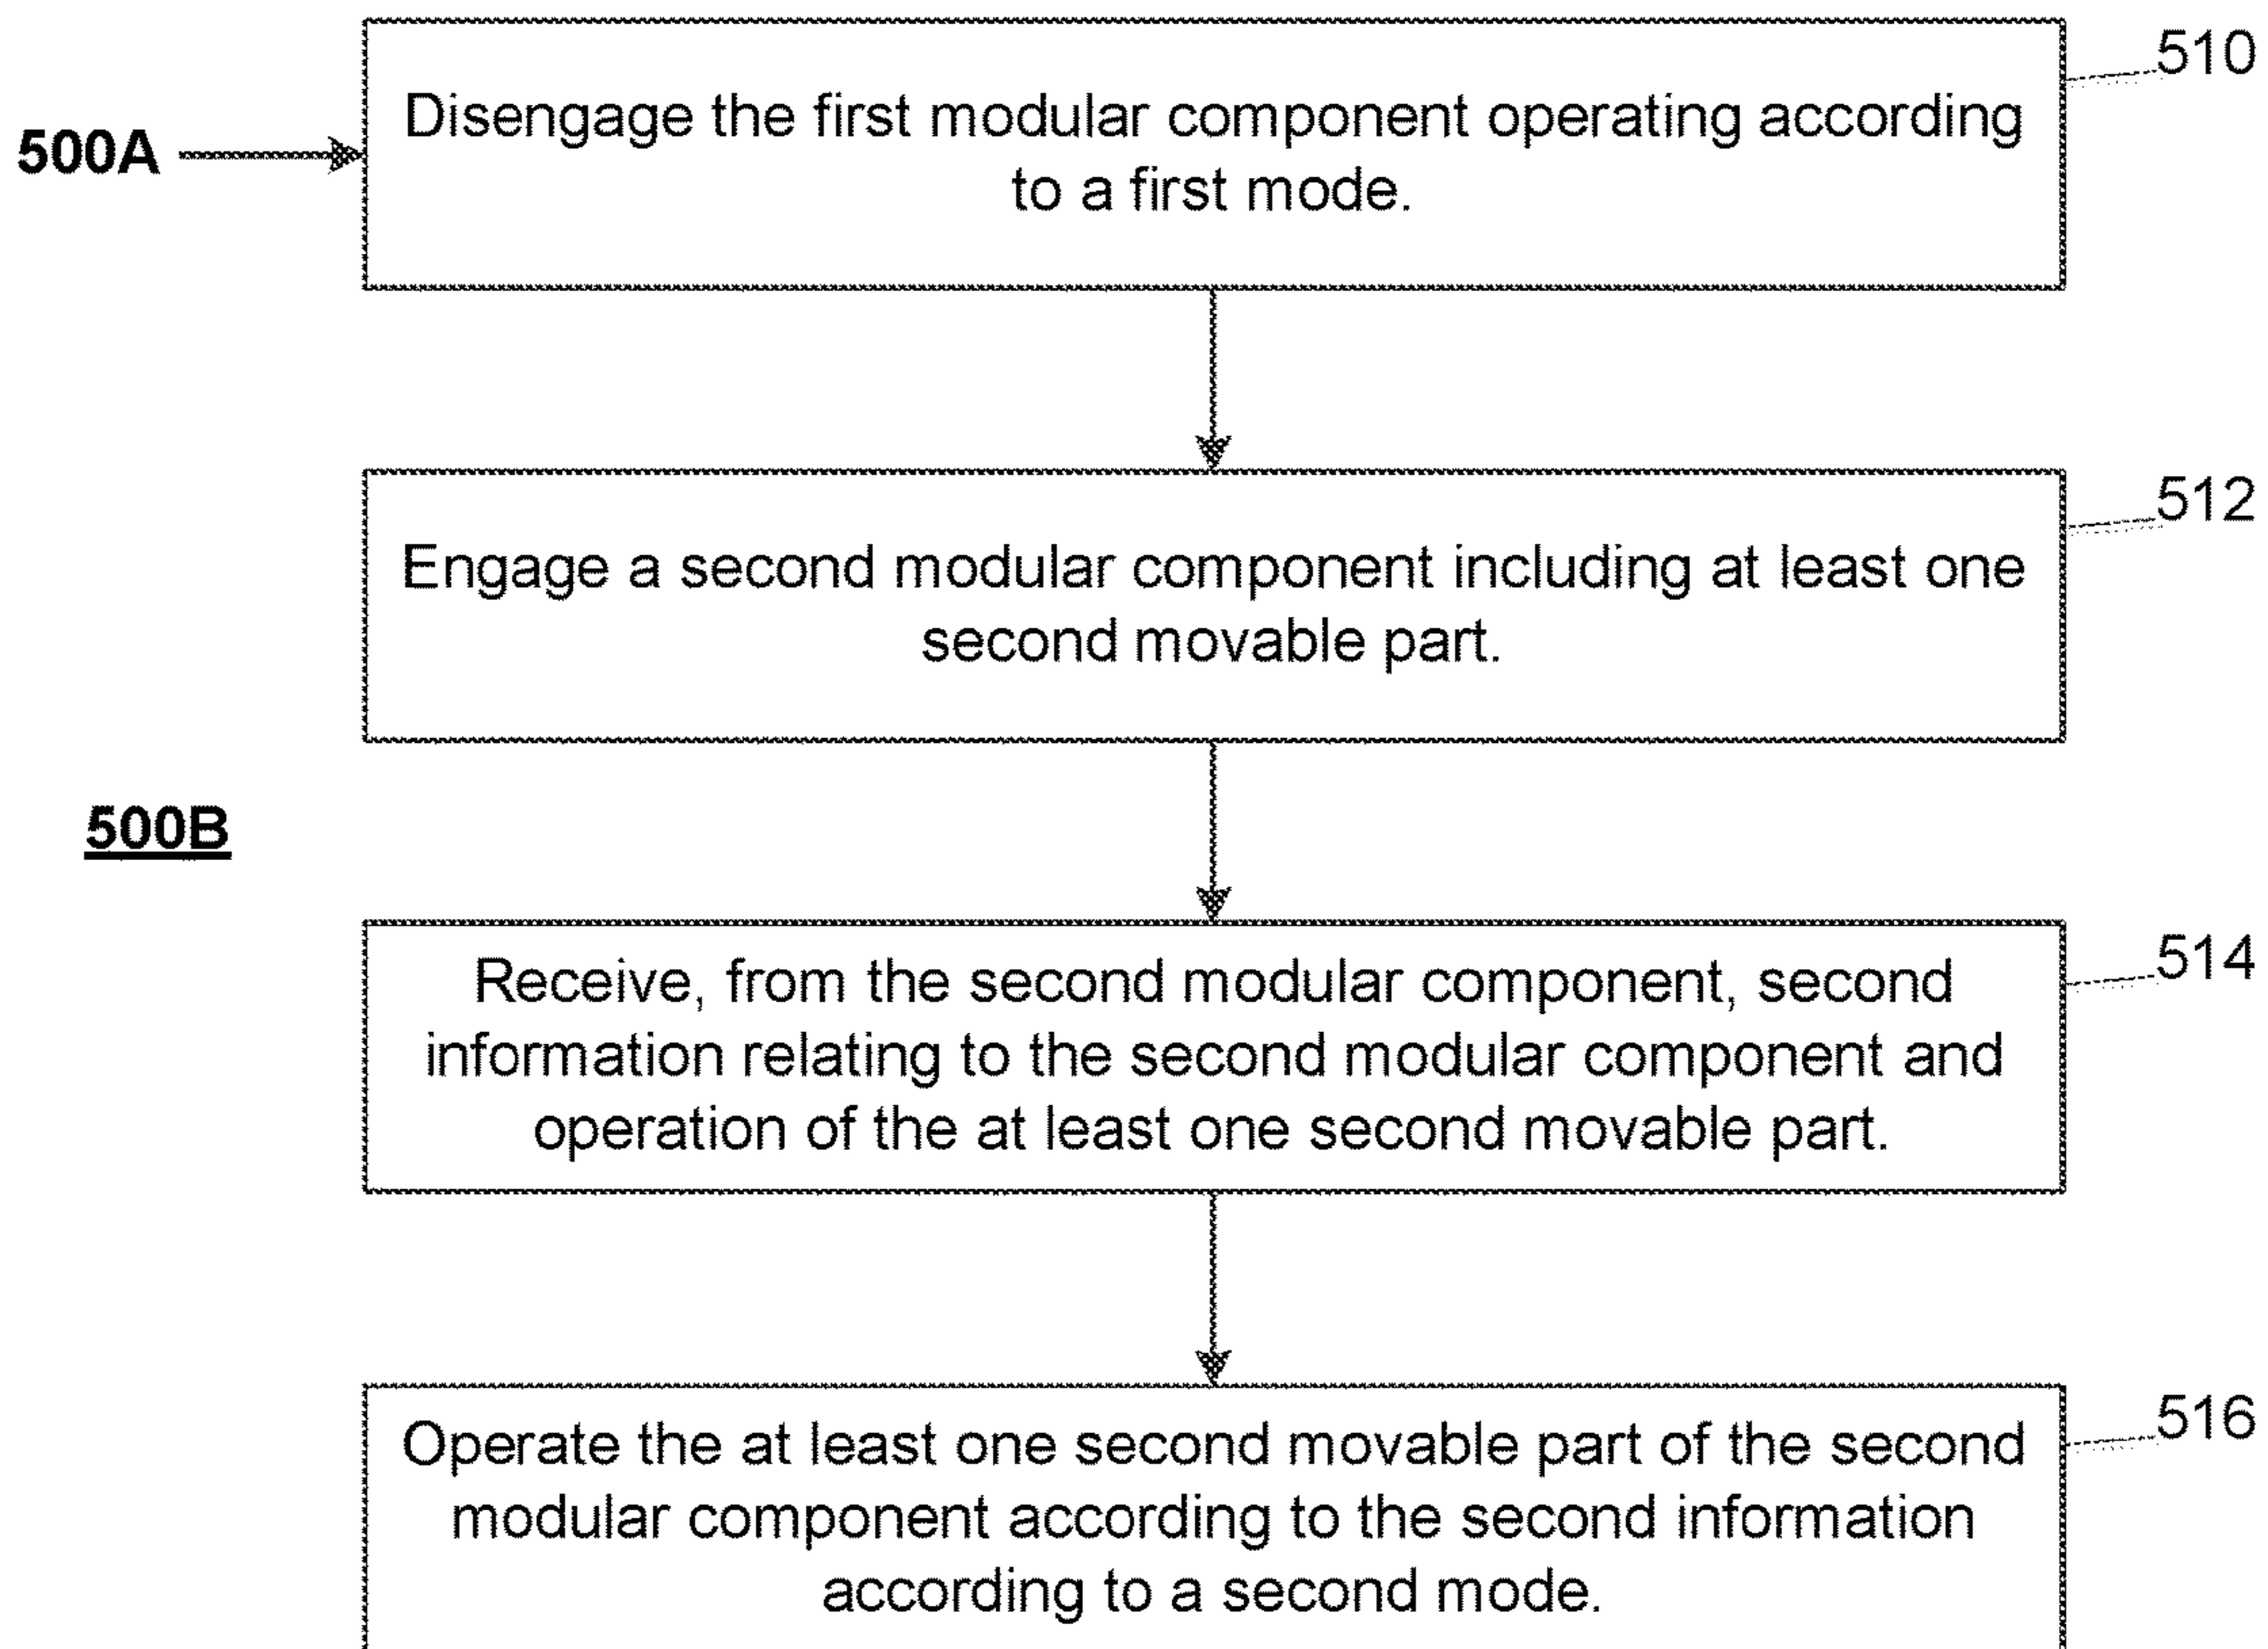 510
Disengage the first modular component operating according
to a first mode.
500A
512
Engage a second modular component including at least one
second movable part.
500B
514
Receive, from the second modular component, second
information relating to the second modular component and
operation of the at least one second movable part.
516
Operate the at least one second movable part of the second
modular component according to the second information
according to a second mode.